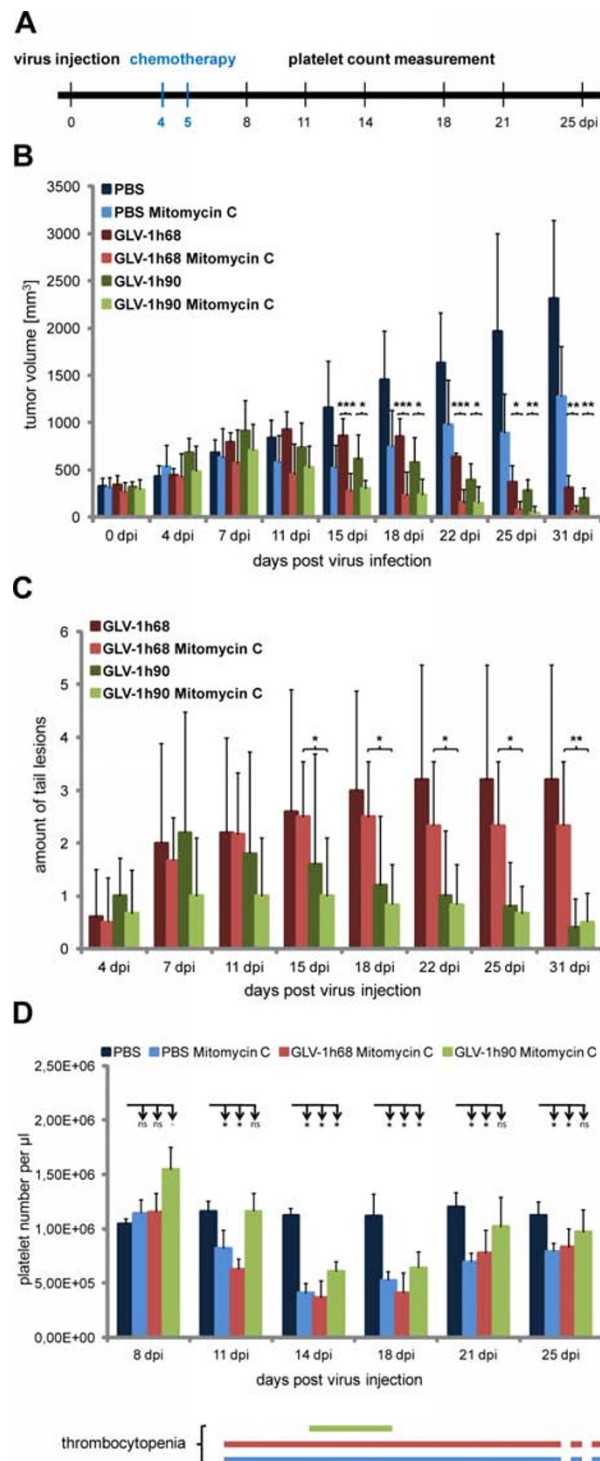 A
virus injection chemotherapy platelet count measurement
0 4 5 8 11 14 18 21 25 dpi
B
3500
3000
2500
2000
1500
1000
500
0
tumor volume [mm³]
PBS
PBS Mitomycin C
GLV-1h68
GLV-1h68 Mitomycin C
GLV-1h90
GLV-1h90 Mitomycin C
*** * *** * *** * * ** ** **
0 dpi 4 dpi 7 dpi 11 dpi 15 dpi 18 dpi 22 dpi 25 dpi 31 dpi
days post virus infection
C
6
5
4
3
2
1
0
amount of tail lesions
GLV-1h68
GLV-1h68 Mitomycin C
GLV-1h90
GLV-1h90 Mitomycin C
* * * * **
4 dpi 7 dpi 11 dpi 15 dpi 18 dpi 22 dpi 25 dpi 31 dpi
days post virus injection
D
PBS PBS Mitomycin C GLV-1h68 Mitomycin C GLV-1h90 Mitomycin C
2,50E+06
2,00E+06
1,50E+06
1,00E+06
5,00E+05
0,00E+00
platelet number per µl
ns ns * * ns * * * * * * * * ns * * ns
8 dpi 11 dpi 14 dpi 18 dpi 21 dpi 25 dpi
days post virus injection
thrombocytopenia